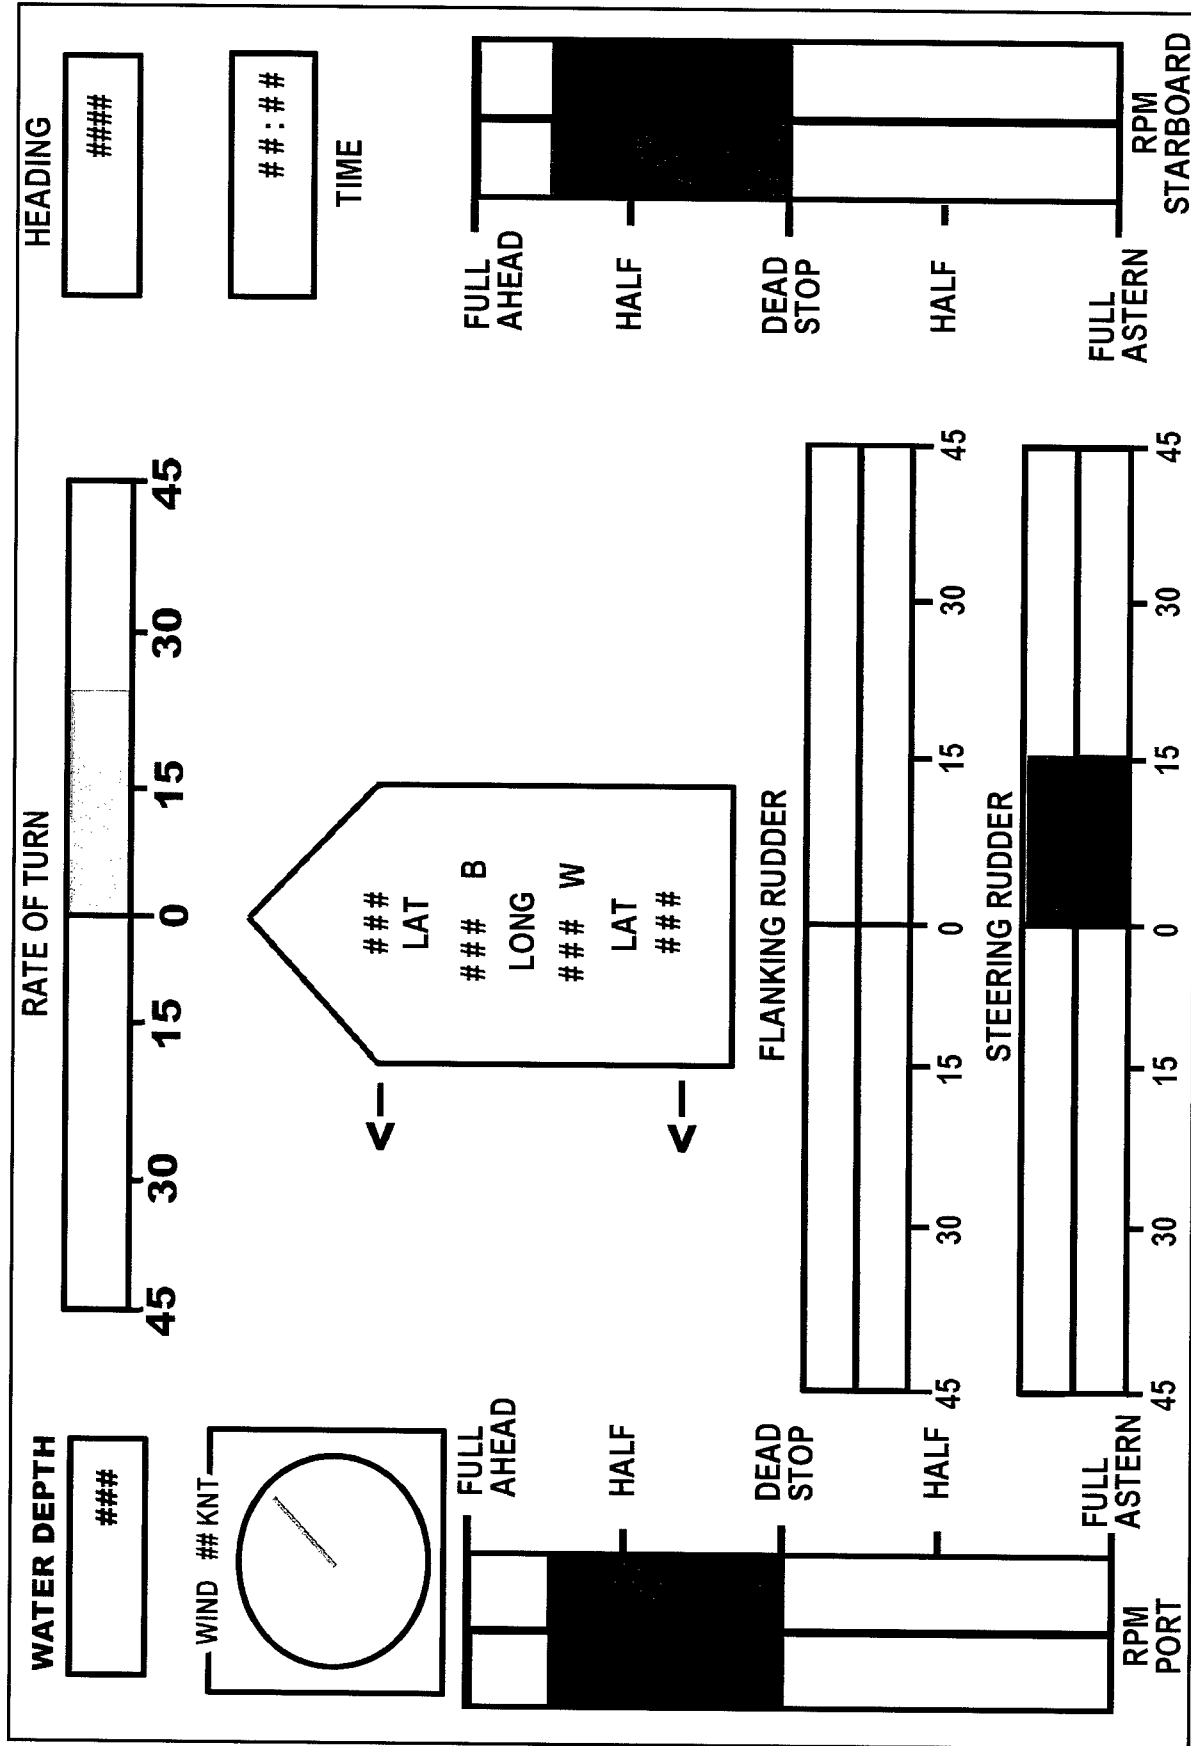 WATER DEPTH
###
RATE OF TURN
45 30 15 0 15 30 45
HEADING
####
WIND ## KNT
##:##
TIME
###
LAT
### B
LONG
### W
LAT
###
<—
<—
FULL
AHEAD
HALF
DEAD
STOP
HALF
FULL
ASTERN
RPM
PORT
FLANKING RUDDER
45 30 15 0 15 30 45
STEERING RUDDER
45 30 15 0 15 30 45
FULL
AHEAD
HALF
DEAD
STOP
HALF
FULL
ASTERN
RPM
STARBOARD